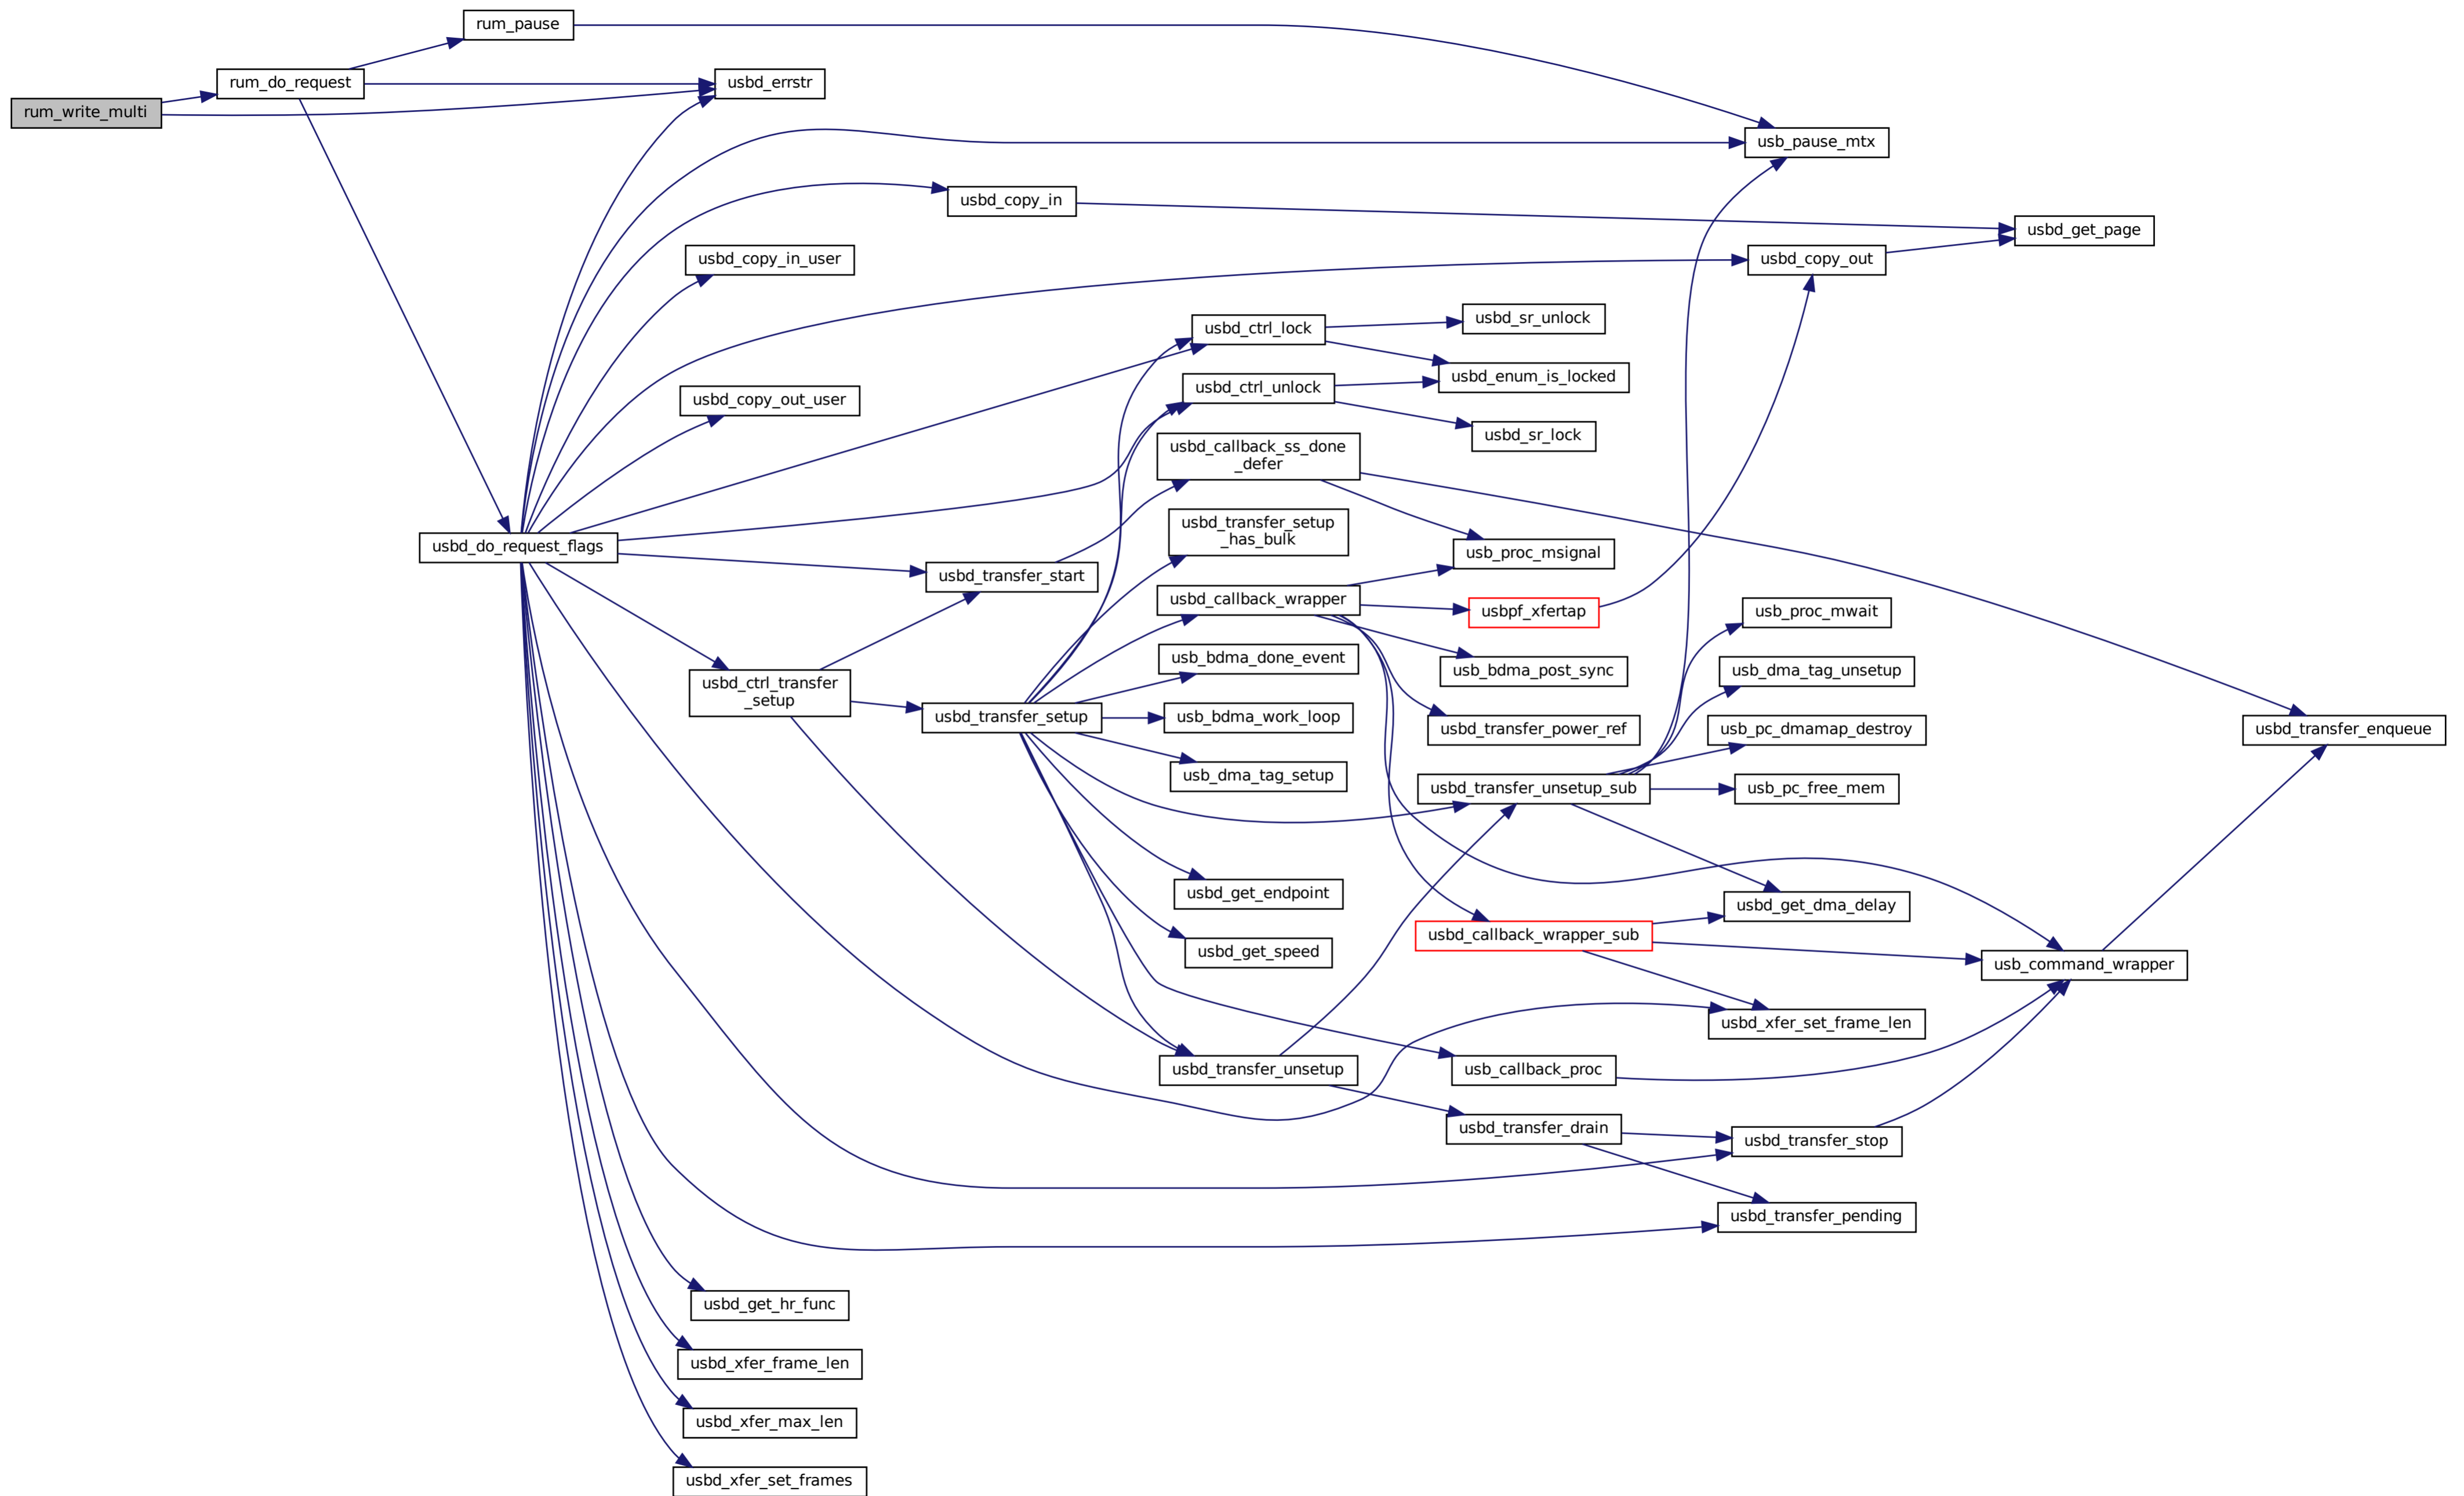 rum_pause
rum_do_request
usbd_errstr
rum_write_multi
usb_pause_mtx
usbd_copy_in
usbd_get_page
usbd_copy_in_user
usbd_copy_out
usbd_sr_unlock
usbd_ctrl_lock
usbd_enum_is_locked
usbd_ctrl_unlock
usbd_copy_out_user
usbd_sr_lock
usbd_callback_ss_done
_defer
usbd_transfer_setup
_has_bulk
usbd_do_request_flags
usb_proc_msignal
usbd_transfer_start
usbd_callback_wrapper
usbpf_xfertap
usb_proc_mwait
usb_bdma_done_event
usb_bdma_post_sync
usb_dma_tag_unsetup
usbd_ctrl_transfer
_setup
usbd_transfer_setup
usb_bdma_work_loop
usbd_transfer_power_ref
usb_pc_dmamap_destroy
usbd_transfer_enqueue
usb_dma_tag_setup
usbd_transfer_unsetup_sub
usb_pc_free_mem
usbd_get_endpoint
usbd_get_dma_delay
usbd_callback_wrapper_sub
usbd_get_speed
usb_command_wrapper
usbd_xfer_set_frame_len
usbd_transfer_unsetup
usb_callback_proc
usbd_transfer_drain
usbd_transfer_stop
usbd_transfer_pending
usbd_get_hr_func
usbd_xfer_frame_len
usbd_xfer_max_len
usbd_xfer_set_frames